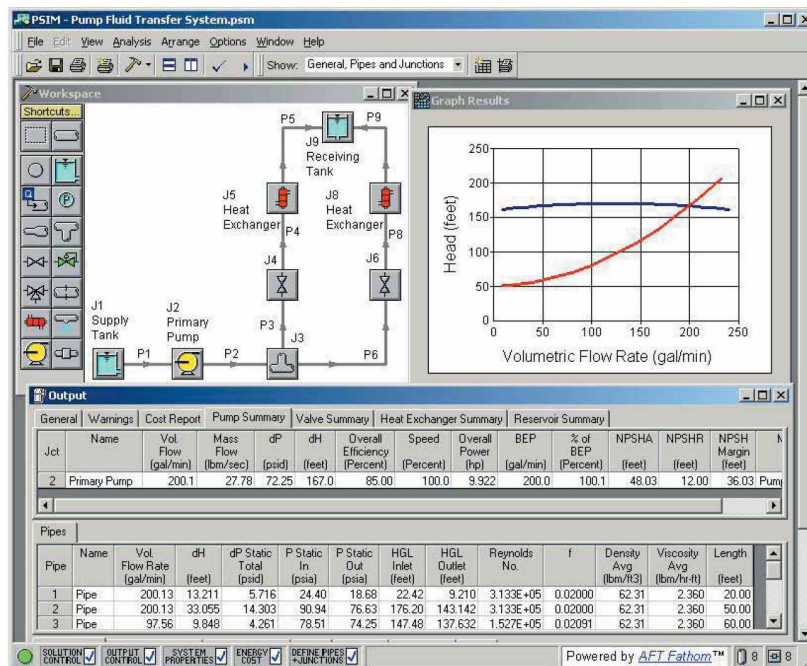 PSIM - Pump Fluid Transfer System.psm
File Edit View Analysis Arrange Options Window Help
Show: General, Pipes and Junctions
Workspace
Shortcuts...
P5
P9
J9
Receiving
Tank
J5
Heat
Exchanger
J8
Heat
Exchanger
P4
P8
J4
J6
J1
Supply
Tank
J2
Primary
Pump
P3
J3
P1
P2
P6
Graph Results
Head (feet)
250
200
150
100
50
0
0 50 100 150 200 250
Volumetric Flow Rate (gal/min)
Output
General Warnings Cost Report Pump Summary Valve Summary Heat Exchanger Summary Reservoir Summary
Jct Name Vol. Flow (gal/min) Mass Flow (lbm/sec) dP (psid) dH (feet) Overall Efficiency (Percent) Speed (Percent) Overall Power (hp) BEP (gal/min) % of BEP (Percent) NPSHA (feet) NPSHR (feet) NPSH Margin (feet)
2 Primary Pump 200.1 27.78 72.25 167.0 85.00 100.0 9.922 200.0 100.1 48.03 12.00 36.03 Pum
Pipes
Pipe Name Vol. Flow Rate (gal/min) dH (feet) dP Static Total (psid) P Static In (psia) P Static Out (psia) HGL Inlet (feet) HGL Outlet (feet) Reynolds No. f Density Avg (lbm/ft3) Viscosity Avg (lbm/hr-ft) Length (feet)
1 Pipe 200.13 13.211 5.716 24.40 18.68 22.42 9.210 3.133E+05 0.02000 62.31 2.360 20.00
2 Pipe 200.13 33.055 14.303 90.94 76.63 176.20 143.142 3.133E+05 0.02000 62.31 2.360 50.00
3 Pipe 97.56 9.848 4.261 78.51 74.25 147.48 137.632 1.527E+05 0.02091 62.31 2.360 60.00
SOLUTION CONTROL OUTPUT CONTROL SYSTEM PROPERTIES ENERGY COST DEFINE PIPES +JUNCTIONS Powered by AFT Fathom™ 8 8